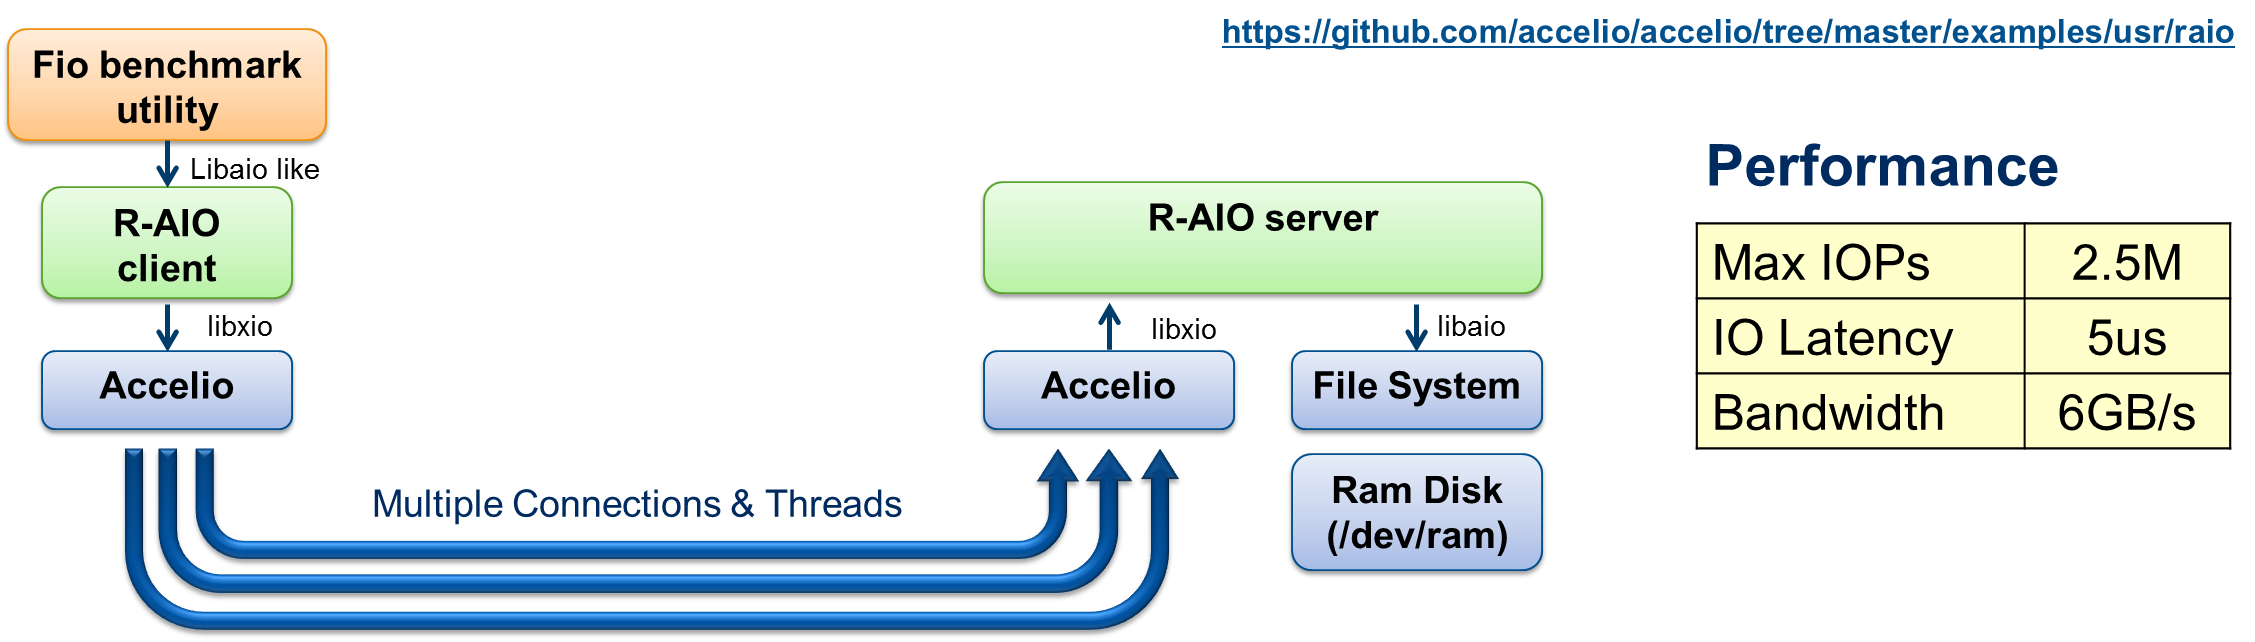 https://github.com/accelio/accelio/tree/master/examples/usr/raio
Fio benchmark
utility
Libaio like
R-AIO
client
libxio
Accelio
Multiple Connections & Threads
R-AIO server
libxio
libaio
Accelio
File System
Ram Disk
(/dev/ram)
Performance
Max IOPs 2.5M
IO Latency 5us
Bandwidth 6GB/s